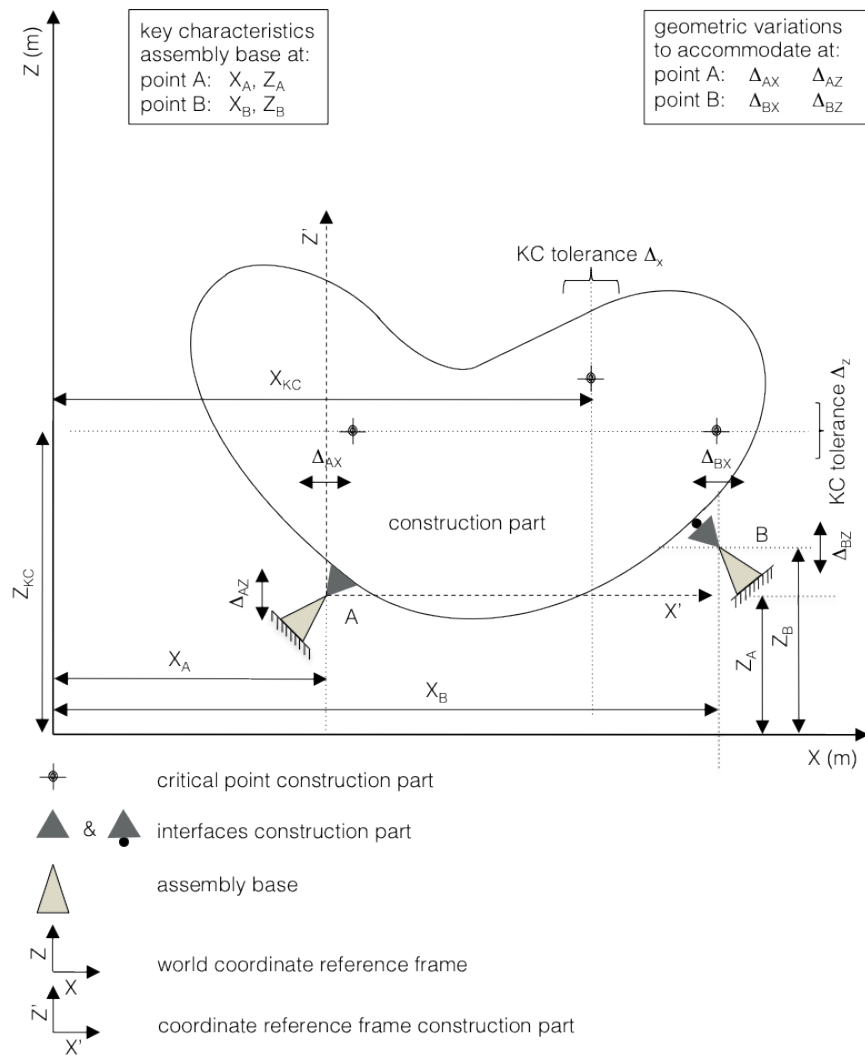 Z (m)
key characteristics
assembly base at:
point A: X_A, Z_A
point B: X_B, Z_B
geometric variations
to accommodate at:
point A: Δ_AX Δ_AZ
point B: Δ_BX Δ_BZ
Z'
KC tolerance Δ_x
X_KC
KC tolerance Δ_z
Δ_AX
Δ_BX
construction part
B
Δ_BZ
Z_KC
Δ_AZ
A
X'
X_A
X_B
Z_A
Z_B
X (m)
critical point construction part
& interfaces construction part
assembly base
Z
X
world coordinate reference frame
Z'
X'
coordinate reference frame construction part